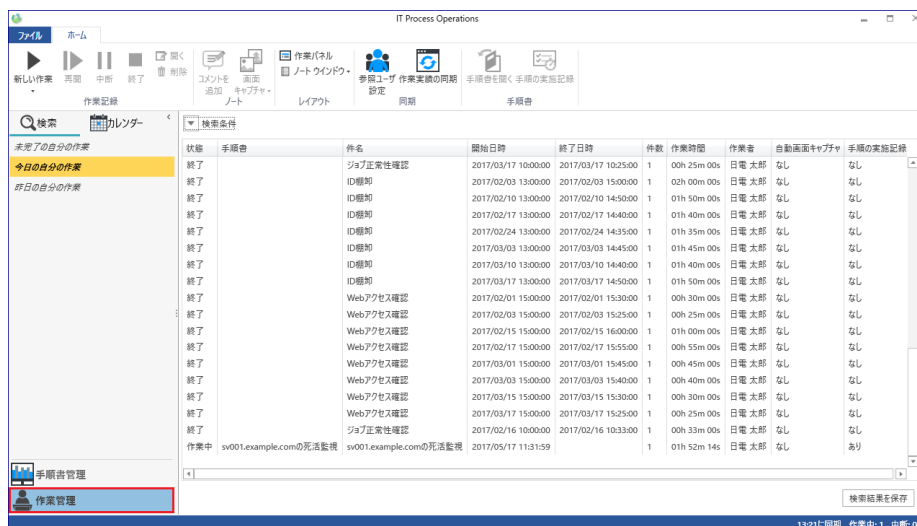 IT Process Operations
ファイル ホーム
新しい作業 再開 中断 終了 開く 削除 コメントを追加 画面キャプチャ 作業パネル ノートウインドウ 参照ユーザ設定 作業実績の同期 手順書を開く 手順の実施記録
作業記録 ノート レイアウト 同期 手順書
検索 カレンダー 検索条件
未完了の自分の作業
今日の自分の作業
昨日の自分の作業
状態 手順書 件名 開始日時 終了日時 件数 作業時間 作業者 自動画面キャプチャ 手順の実施記録
終了 ジョブ正常性確認 2017/03/17 10:00:00 2017/03/17 10:25:00 1 00h 25m 00s 日電 太郎 なし なし
終了 ID棚卸 2017/02/03 13:00:00 2017/02/03 15:00:00 1 02h 00m 00s 日電 太郎 なし なし
終了 ID棚卸 2017/02/10 13:00:00 2017/02/10 14:50:00 1 01h 50m 00s 日電 太郎 なし なし
終了 ID棚卸 2017/02/17 13:00:00 2017/02/17 14:40:00 1 01h 40m 00s 日電 太郎 なし なし
終了 ID棚卸 2017/02/24 13:00:00 2017/02/24 14:35:00 1 01h 35m 00s 日電 太郎 なし なし
終了 ID棚卸 2017/03/03 13:00:00 2017/03/03 14:45:00 1 01h 45m 00s 日電 太郎 なし なし
終了 ID棚卸 2017/03/10 13:00:00 2017/03/10 14:40:00 1 01h 40m 00s 日電 太郎 なし なし
終了 ID棚卸 2017/03/17 13:00:00 2017/03/17 14:50:00 1 01h 50m 00s 日電 太郎 なし なし
終了 Webアクセス確認 2017/02/01 15:00:00 2017/02/01 15:30:00 1 00h 30m 00s 日電 太郎 なし なし
終了 Webアクセス確認 2017/02/03 15:00:00 2017/02/03 15:25:00 1 00h 25m 00s 日電 太郎 なし なし
終了 Webアクセス確認 2017/02/15 15:00:00 2017/02/15 16:00:00 1 01h 00m 00s 日電 太郎 なし なし
終了 Webアクセス確認 2017/02/17 15:00:00 2017/02/17 15:55:00 1 00h 55m 00s 日電 太郎 なし なし
終了 Webアクセス確認 2017/03/01 15:00:00 2017/03/01 15:45:00 1 00h 45m 00s 日電 太郎 なし なし
終了 Webアクセス確認 2017/03/03 15:00:00 2017/03/03 15:40:00 1 00h 40m 00s 日電 太郎 なし なし
終了 Webアクセス確認 2017/03/15 15:00:00 2017/03/15 15:30:00 1 00h 30m 00s 日電 太郎 なし なし
終了 Webアクセス確認 2017/03/17 15:00:00 2017/03/17 15:25:00 1 00h 25m 00s 日電 太郎 なし なし
終了 ジョブ正常性確認 2017/02/16 10:00:00 2017/02/16 10:33:00 1 00h 33m 00s 日電 太郎 なし なし
作業中 sv001.example.comの死活監視 sv001.example.comの死活監視 2017/05/17 11:31:59 1 01h 52m 14s 日電 太郎 なし あり
手順書管理
作業管理
検索結果を保存
13:21に同期 作業中: 1 中断: 0